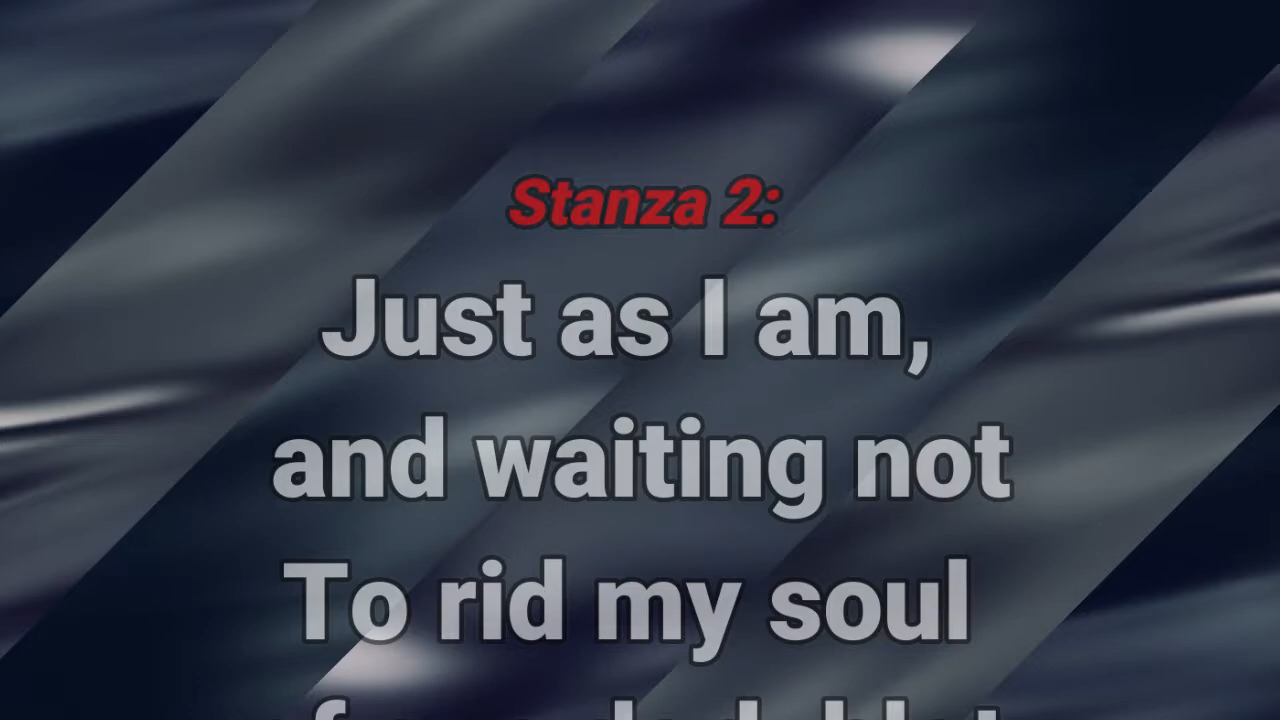 Stanza 2:
Just as I am,
and waiting not
To rid my soul